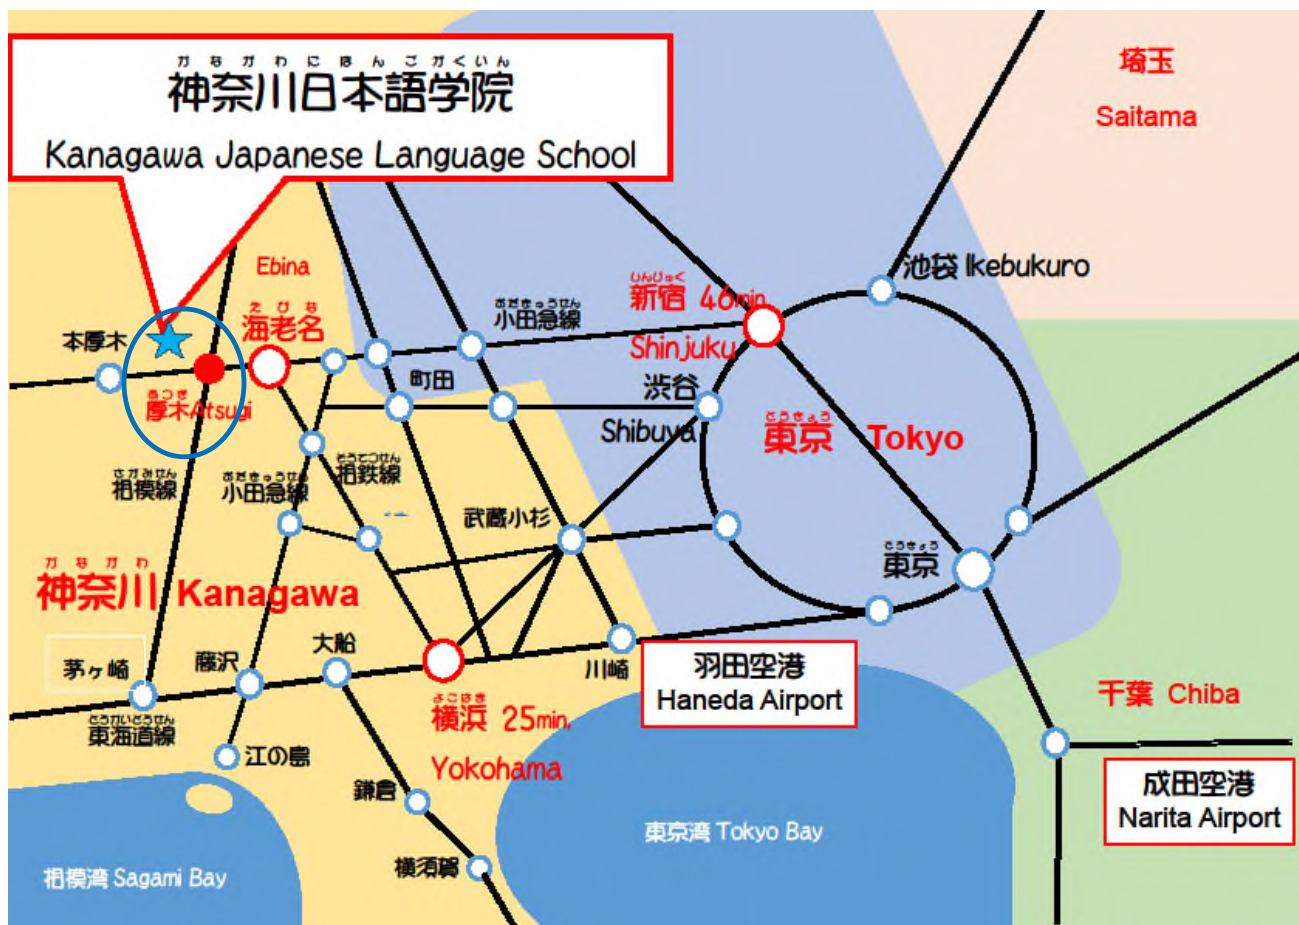 かながわにほんごがくいん
神奈川日本語学院
Kanagawa Japanese Language School
埼玉
Saitama
池袋 Ikebukuro
Ebina
えびな
海老名
しんじゅく
新宿 46min.
Shinjuku
おだきゅうせん
小田急線
本厚木
あつぎ
厚木Atsugi
町田
渋谷
Shibuya
とうきょう
東京 Tokyo
さがみせん
相模線
おだきゅうせん
小田急線
そうてつせん
相鉄線
武蔵小杉
とうきょう
東京
かながわ
神奈川 Kanagawa
茅ヶ崎
藤沢
大船
川崎
羽田空港
Haneda Airport
千葉 Chiba
とうかいどうせん
東海道線
江の島
よこはま
横浜 25min.
Yokohama
鎌倉
横須賀
成田空港
Narita Airport
東京湾 Tokyo Bay
相模湾 Sagami Bay